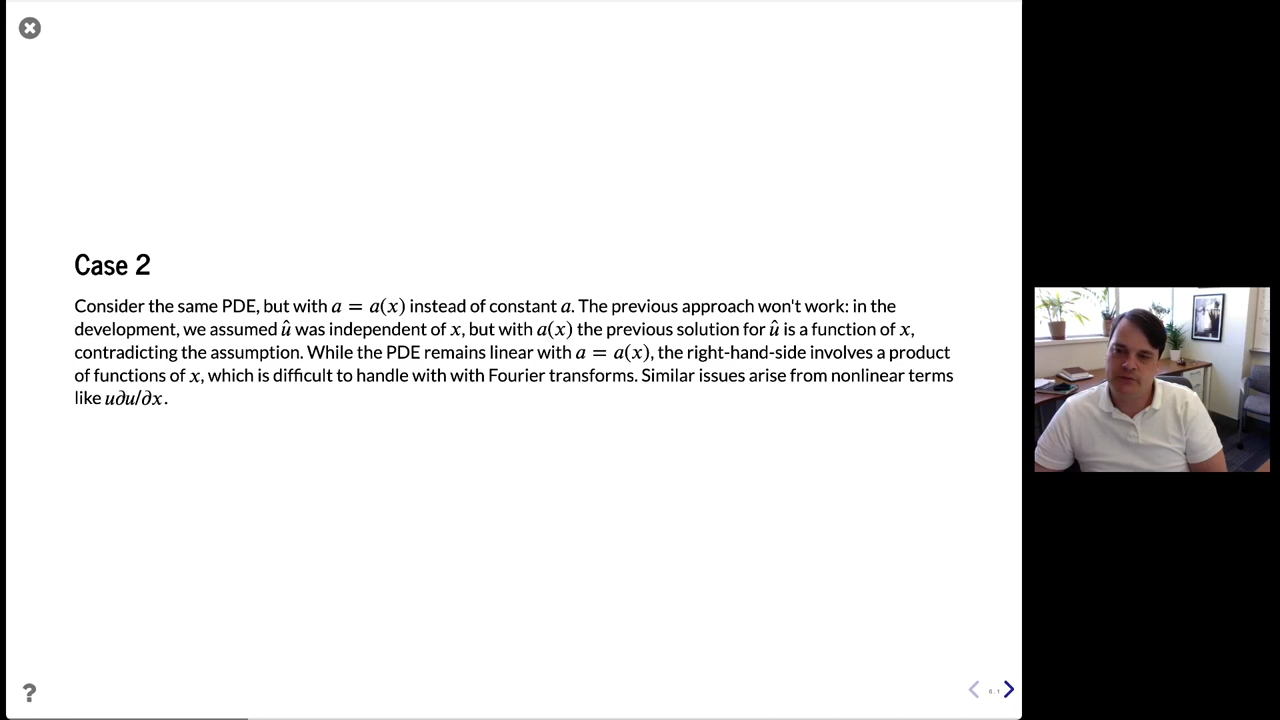 Case 2
Consider the same PDE, but with a = a(x) instead of constant a. The previous approach won't work: in the
development, we assumed û was independent of x, but with a(x) the previous solution for û is a function of x,
contradicting the assumption. While the PDE remains linear with a = a(x), the right-hand-side involves a product
of functions of x, which is difficult to handle with with Fourier transforms. Similar issues arise from nonlinear terms
like u∂u/∂x.
?